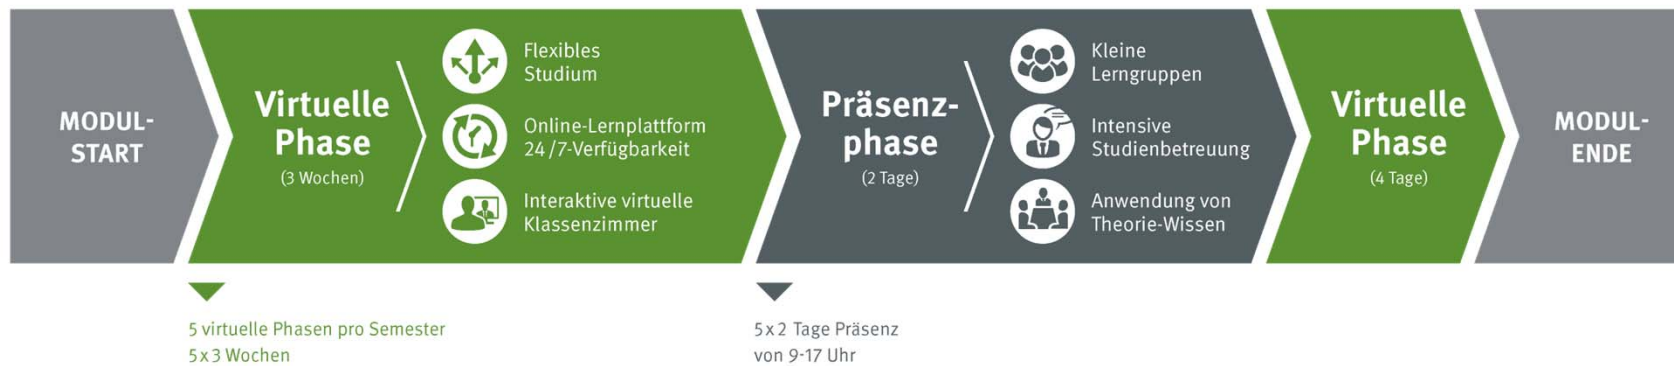 MODUL-
START
Virtuelle
Phase
(3 Wochen)
Flexibles
Studium
Online-Lernplattform
24/7-Verfügbarkeit
Interaktive virtuelle
Klassenzimmer
Präsenz-
phase
(2 Tage)
Kleine
Lerngruppen
Intensive
Studienbetreuung
Anwendung von
Theorie-Wissen
Virtuelle
Phase
(4 Tage)
MODUL-
ENDE
5 virtuelle Phasen pro Semester
5x3 Wochen
5x2 Tage Präsenz
von 9-17 Uhr